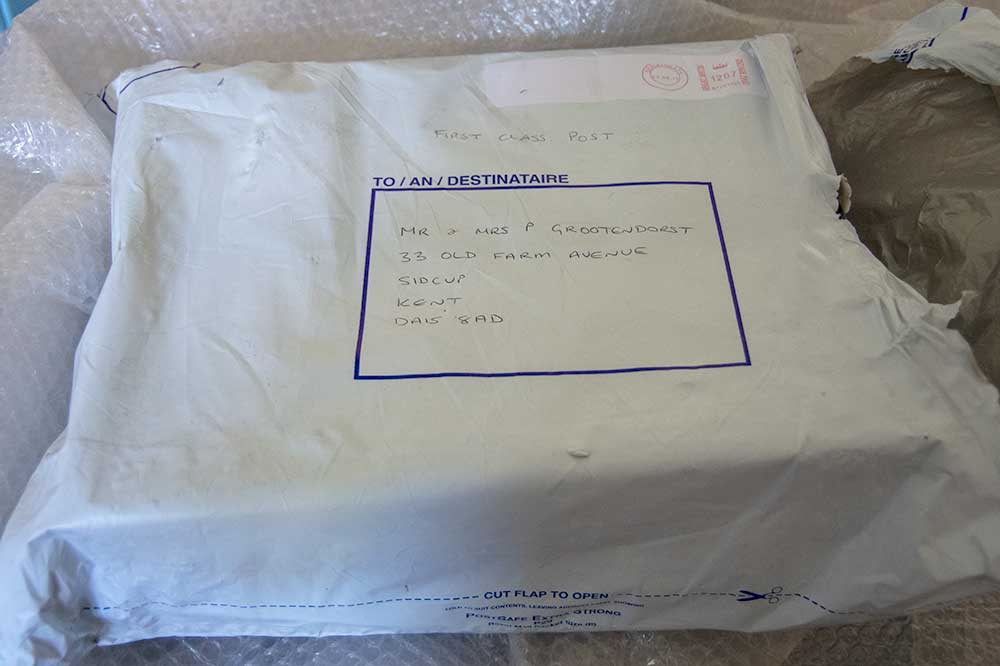 1207
FIRST CLASS POST
TO / AN / DESTINATAIRE
MR & MRS P GROOTENDORST
33 OLD FARM AVENUE
SIDCUP
KENT
DA15 8AD
CUT FLAP TO OPEN
POSTSAFE EXTRA STRONG